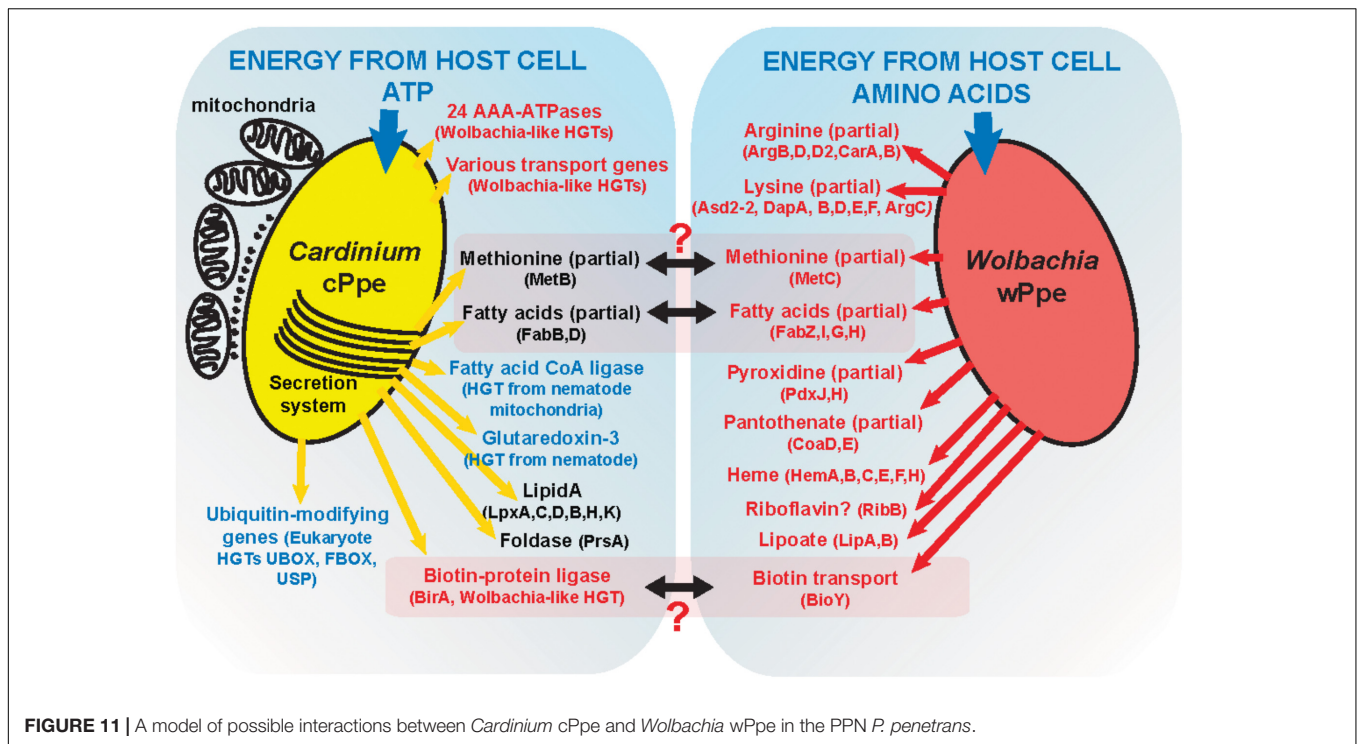 ENERGY FROM HOST CELL
ATP
mitochondria
24 AAA-ATPases
(Wolbachia-like HGTs)
Various transport genes
(Wolbachia-like HGTs)
Cardinium
cPpe
Methionine (partial)
(MetB)
Fatty acids (partial)
(FabB,D)
Secretion
system
Fatty acid CoA ligase
(HGT from nematode
mitochondria)
Glutaredoxin-3
(HGT from nematode)
LipidA
(LpxA,C,D,B,H,K)
Foldase (PrsA)
Ubiquitin-modifying
genes (Eukaryote
HGTs UBOX, FBOX,
USP)
Biotin-protein ligase
(BirA, Wolbachia-like HGT)
?
?
ENERGY FROM HOST CELL
AMINO ACIDS
Arginine (partial)
(ArgB,D,D2,CarA,B)
Lysine (partial)
(Asd2-2, DapA, B,D,E,F, ArgC)
Methionine (partial)
(MetC)
Wolbachia
wPpe
Fatty acids (partial)
(FabZ,I,G,H)
Pyroxidine (partial)
(PdxJ,H)
Pantothenate (partial)
(CoaD,E)
Heme (HemA,B,C,E,F,H)
Riboflavin? (RibB)
Lipoate (LipA,B)
Biotin transport
(BioY)
FIGURE 11 | A model of possible interactions between Cardinium cPpe and Wolbachia wPpe in the PPN P. penetrans.